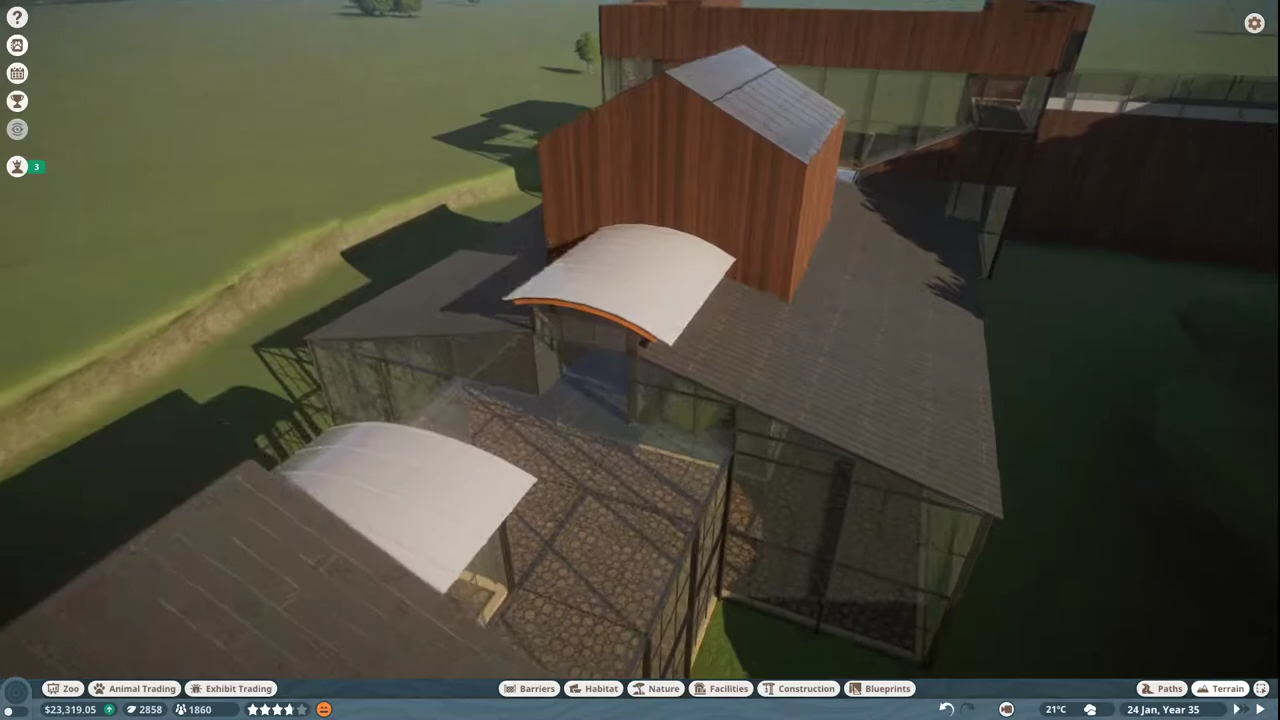 ?
3
Zoo
Animal Trading
Exhibit Trading
Barriers
Habitat
Nature
Facilities
Construction
Blueprints
Paths
Terrain
$23,319.05
2858
1860
21°C
24 Jan, Year 35